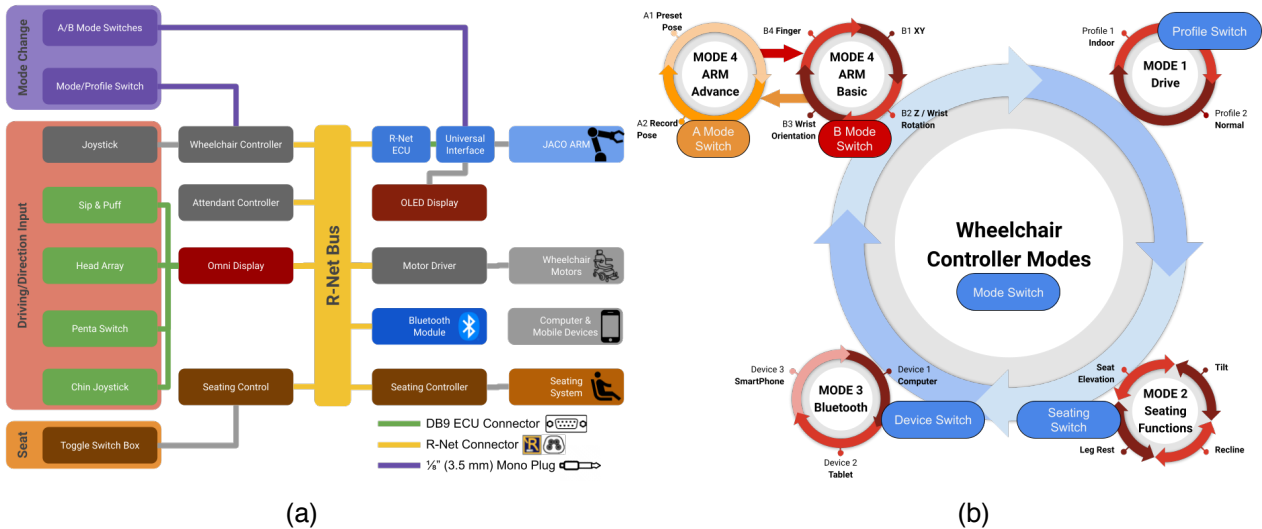 Mode Change
A/B Mode Switches
Mode/Profile Switch
Driving/Direction Input
Joystick
Sip & Puff
Head Array
Penta Switch
Chin Joystick
Seat
Toggle Switch Box
Wheelchair Controller
Attendant Controller
Omni Display
Seating Control
R-Net Bus
R-Net
ECU
Universal
Interface
JACO ARM
OLED Display
Motor Driver
Wheelchair
Motors
Bluetooth
Module
Computer &
Mobile Devices
Seating Controller
Seating
System
DB9 ECU Connector
R-Net Connector
R
⅛” (3.5 mm) Mono Plug
(a)
A1 Preset
Pose
MODE 4
ARM
Advance
A2 Record
Pose
A Mode
Switch
B4 Finger
B1 XY
MODE 4
ARM
Basic
B3 Wrist
Orientation
B2 Z / Wrist
Rotation
B Mode
Switch
Profile 1
Indoor
Profile Switch
MODE 1
Drive
Profile 2
Normal
Wheelchair
Controller Modes
Mode Switch
Device 3
SmartPhone
Device 1
Computer
MODE 3
Bluetooth
Device Switch
Device 2
Tablet
Seat
Elevation
Tilt
MODE 2
Seating
Functions
Seating
Switch
Leg Rest
Recline
(b)